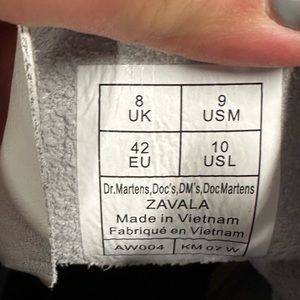 8 9
UK USM
42 10
EU USL
Dr.Martens,Doc's,DM's,DocMartens
ZAVALA
Made in Vietnam
Fabriqué en Vietnam
AW004 KM 07 W